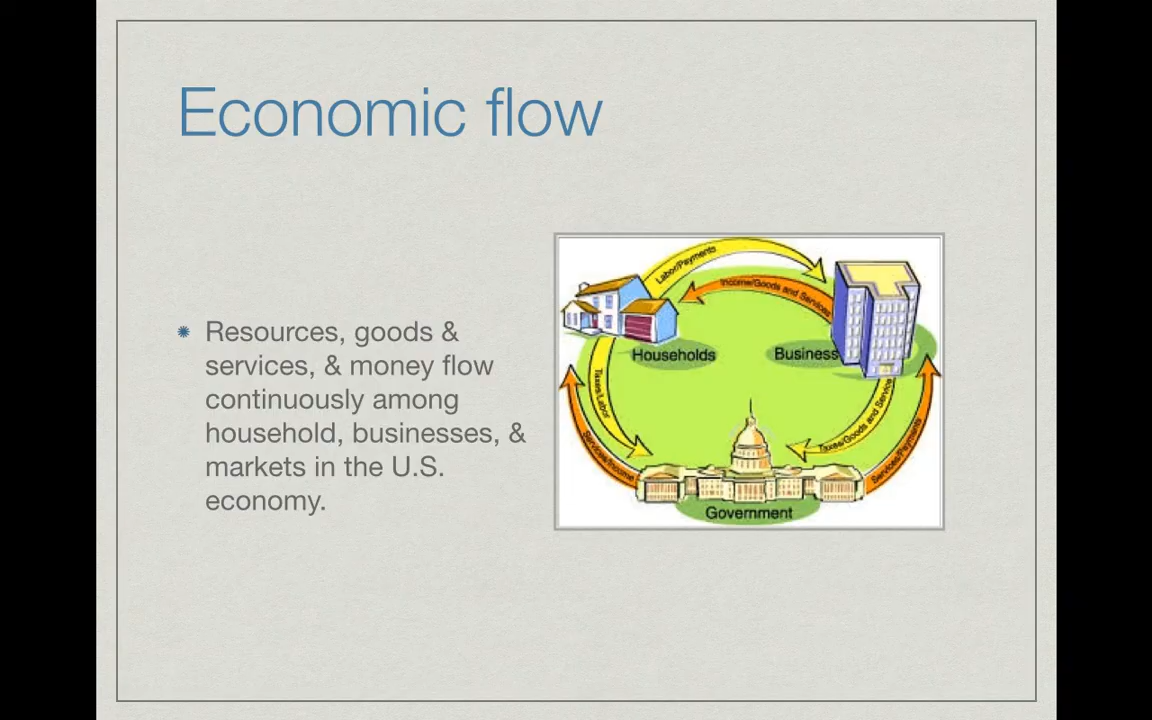 Economic flow
Resources, goods &
services, & money flow
continuously among
household, businesses, &
markets in the U.S.
economy.
Labor/Payments
Income/Goods and Services
Households
Business
Taxes/Labor
Taxes/Goods and Service
Services/Income
Services/Payments
Government